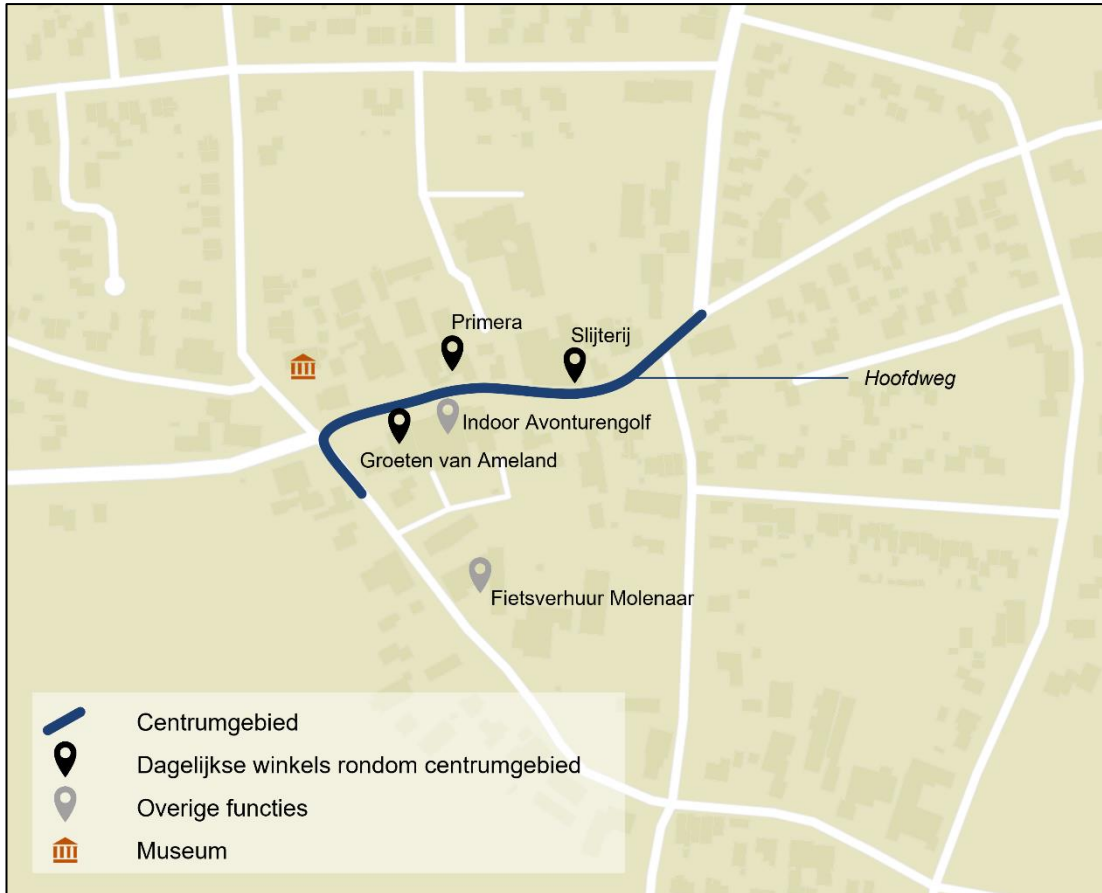 Primera
Slijterij
Hoofdweg
Indoor Avonturengolf
Groeten van Ameland
Fietsverhuur Molenaar
Centrumgebied
Dagelijkse winkels rondom centrumgebied
Overige functies
Museum